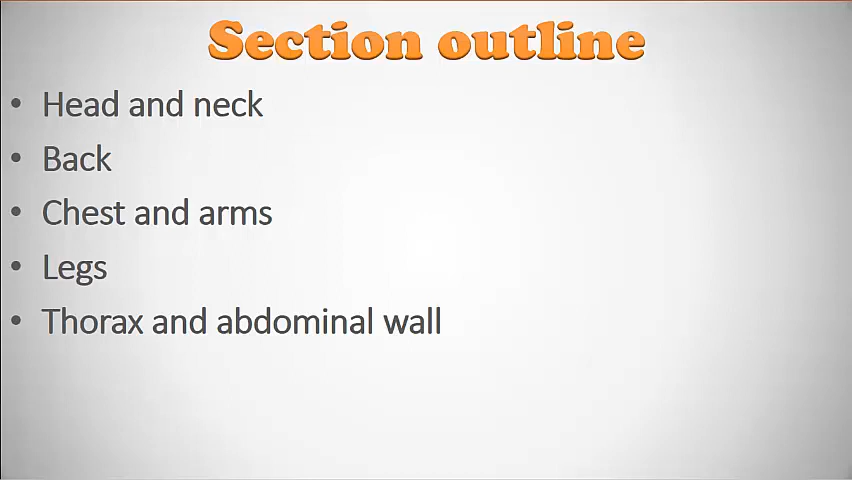 Section outline
• Head and neck
• Back
• Chest and arms
• Legs
• Thorax and abdominal wall